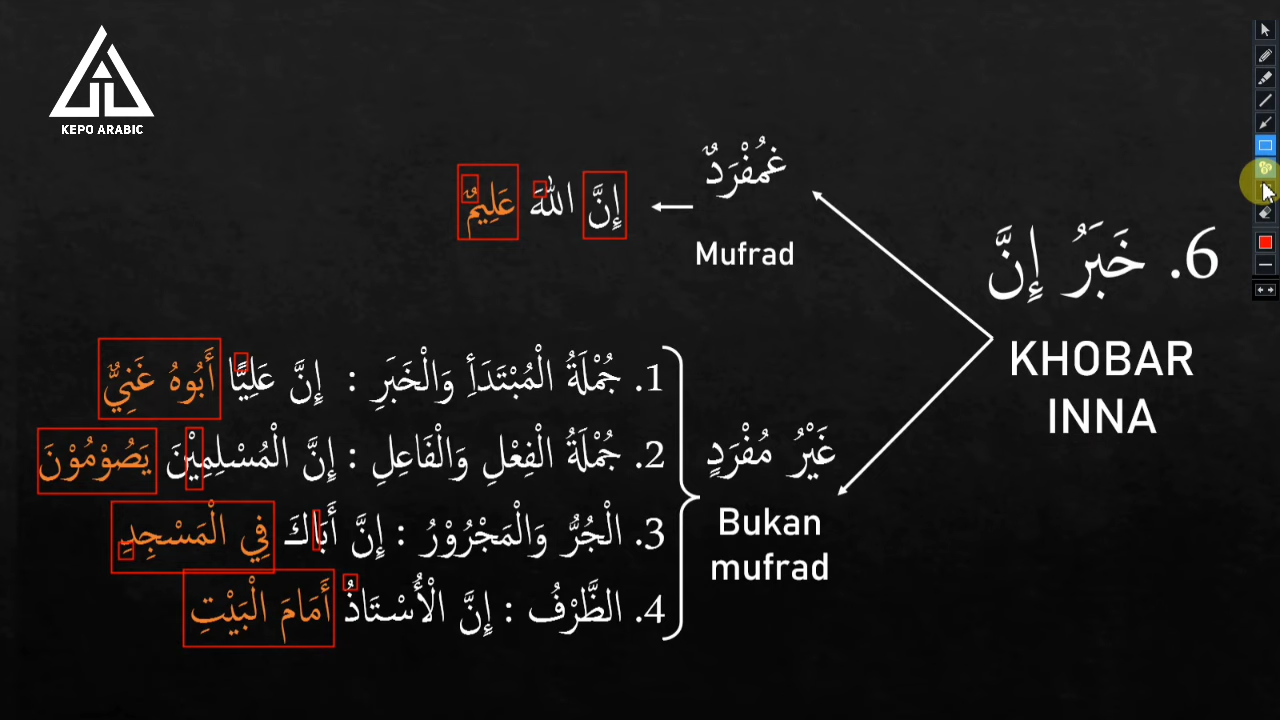 KEPO ARABIC
6. خَبَرُ إِنَّ
KHOBAR
INNA
غمُفْرَدٌ
Mufrad
إِنَّ اللهَ عَلِيمٌ
غَيْرُ مُفْرَدٍ
Bukan
mufrad
1. جُمْلَةُ الْمُبْتَدَأِ وَالْخَبَرِ : إِنَّ عَلِيًّا أَبُوهُ غَنِيٌّ
2. جُمْلَةُ الْفِعْلِ وَالْفَاعِلِ : إِنَّ الْمُسْلِمِيْنَ يَصُوْمُوْنَ
3. الْجُرُّ وَالْمَجْرُوْرُ : إِنَّ أَبَاكَ فِي الْمَسْجِدِ
4. الظَّرْفُ : إِنَّ الْأُسْتَاذُ أَمَامَ الْبَيْتِ